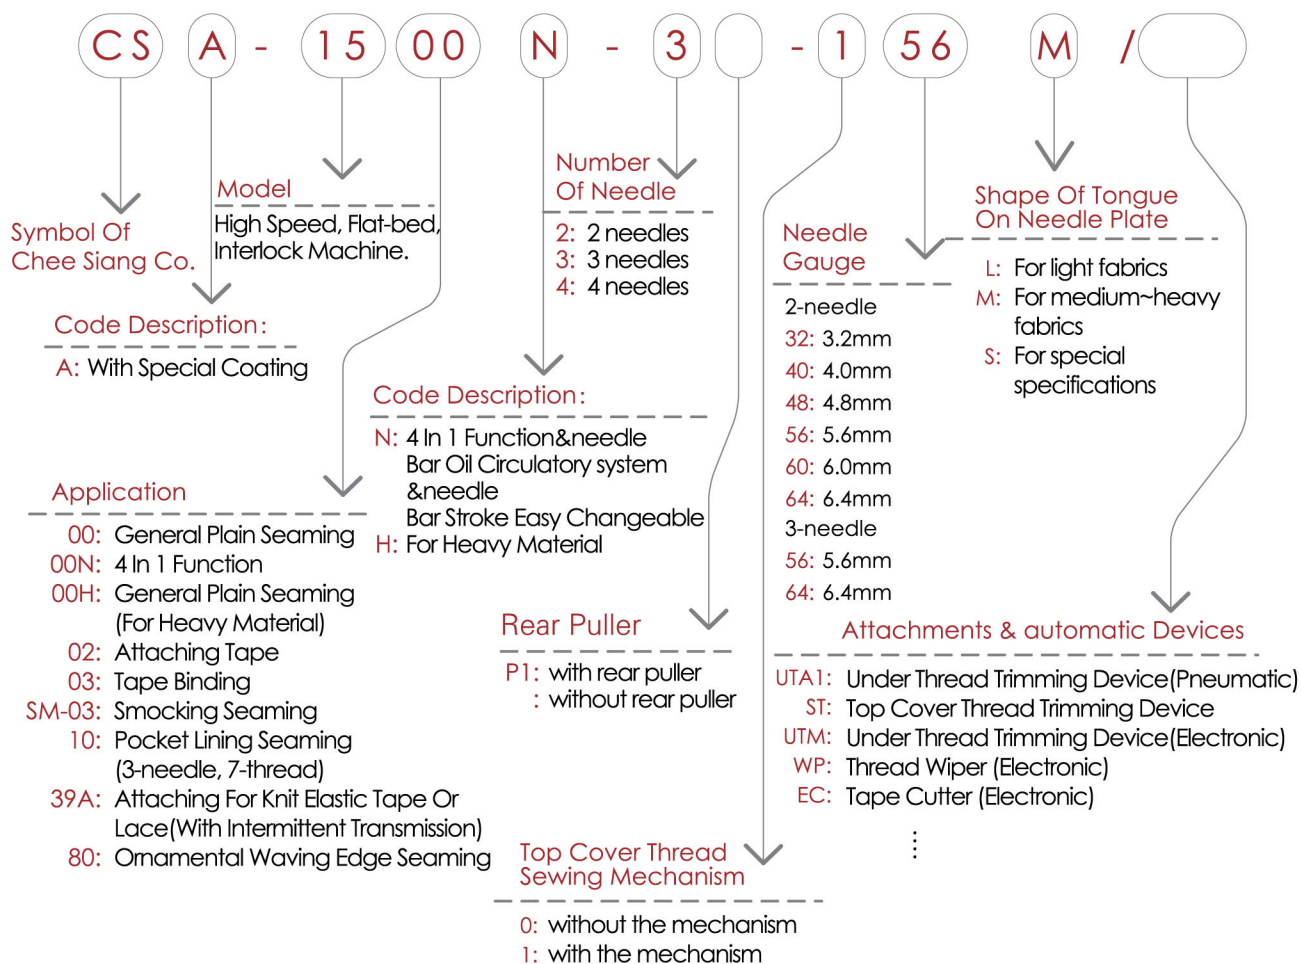 CS A - 15 00 N - 3 - 1 56 M /
Symbol Of
Chee Siang Co.
Code Description:
A: With Special Coating
Model
High Speed, Flat-bed,
Interlock Machine.
Application
00: General Plain Seaming
00N: 4 In 1 Function
00H: General Plain Seaming
(For Heavy Material)
02: Attaching Tape
03: Tape Binding
SM-03: Smocking Seaming
10: Pocket Lining Seaming
(3-needle, 7-thread)
39A: Attaching For Knit Elastic Tape Or
Lace(With Intermittent Transmission)
80: Ornamental Waving Edge Seaming
Code Description:
N: 4 In 1 Function&needle
Bar Oil Circulatory system
&needle
Bar Stroke Easy Changeable
H: For Heavy Material
Number
Of Needle
2: 2 needles
3: 3 needles
4: 4 needles
Rear Puller
P1: with rear puller
: without rear puller
Top Cover Thread
Sewing Mechanism
0: without the mechanism
1: with the mechanism
Needle
Gauge
2-needle
32: 3.2mm
40: 4.0mm
48: 4.8mm
56: 5.6mm
60: 6.0mm
64: 6.4mm
3-needle
56: 5.6mm
64: 6.4mm
Shape Of Tongue
On Needle Plate
L: For light fabrics
M: For medium~heavy
fabrics
S: For special
specifications
Attachments & automatic Devices
UTA1: Under Thread Trimming Device(Pneumatic)
ST: Top Cover Thread Trimming Device
UTM: Under Thread Trimming Device(Electronic)
WP: Thread Wiper (Electronic)
EC: Tape Cutter (Electronic)
⋮